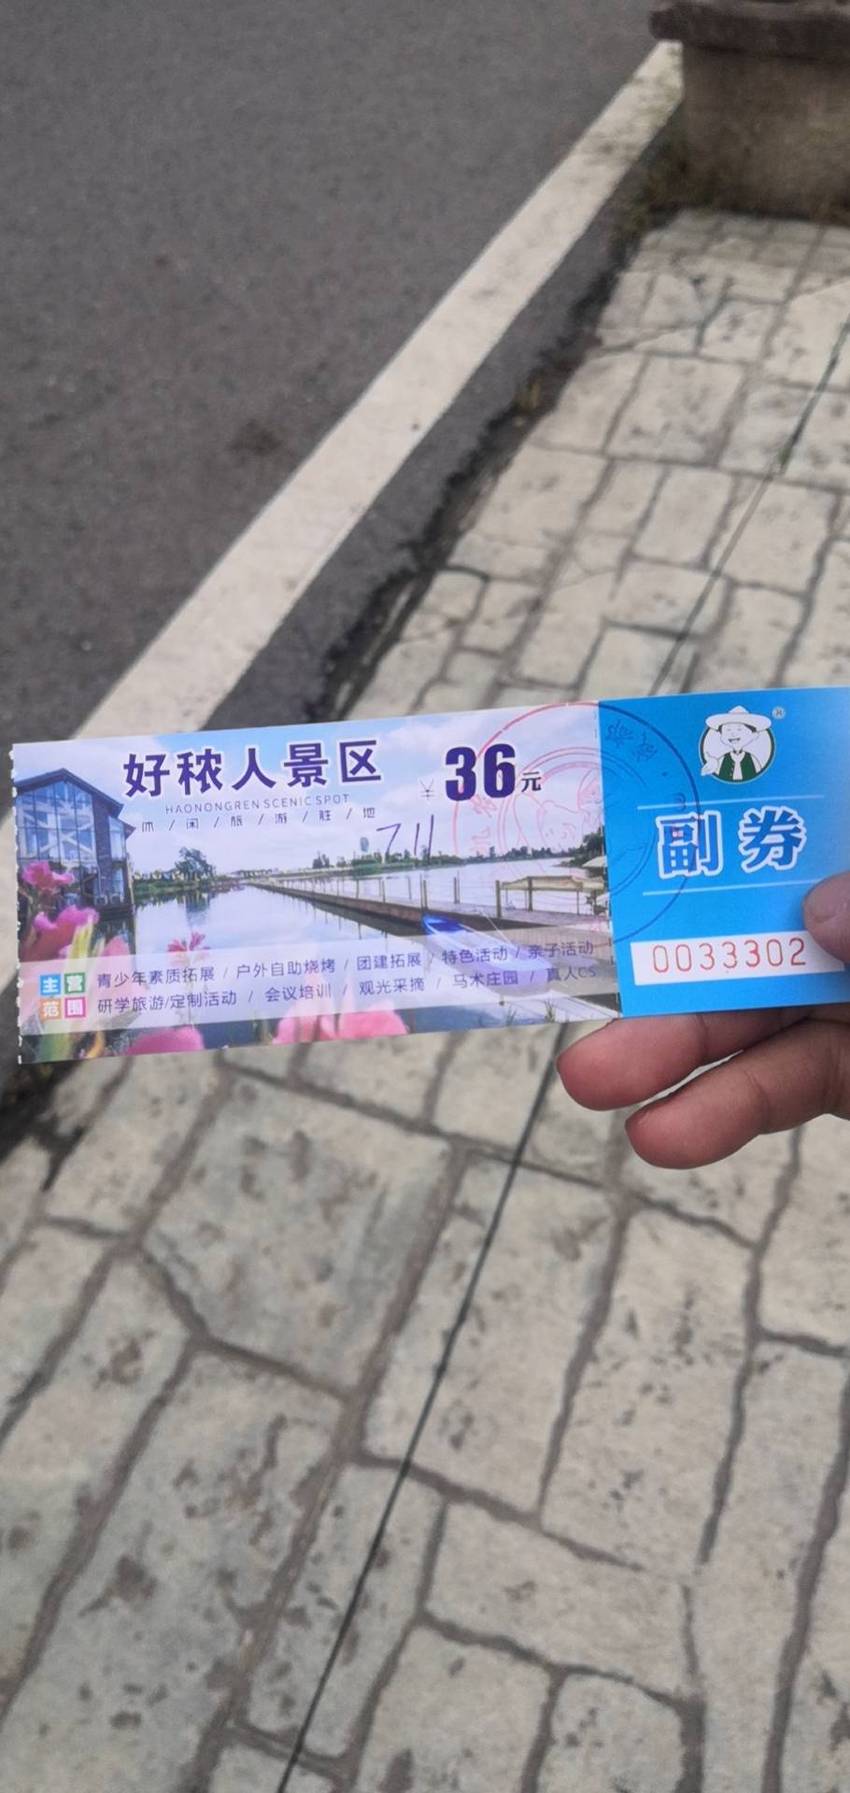 好秾人景区
¥36元
HAONONGREN SCENIC SPOT
休 / 闲 / 旅 / 游 / 胜 / 地
711
主营范围
青少年素质拓展 / 户外自助烧烤 / 团建拓展 / 特色活动 / 亲子活动
研学旅游/定制活动 / 会议培训 / 观光采摘 / 马术庄园 / 真人CS
®
副券
0033302